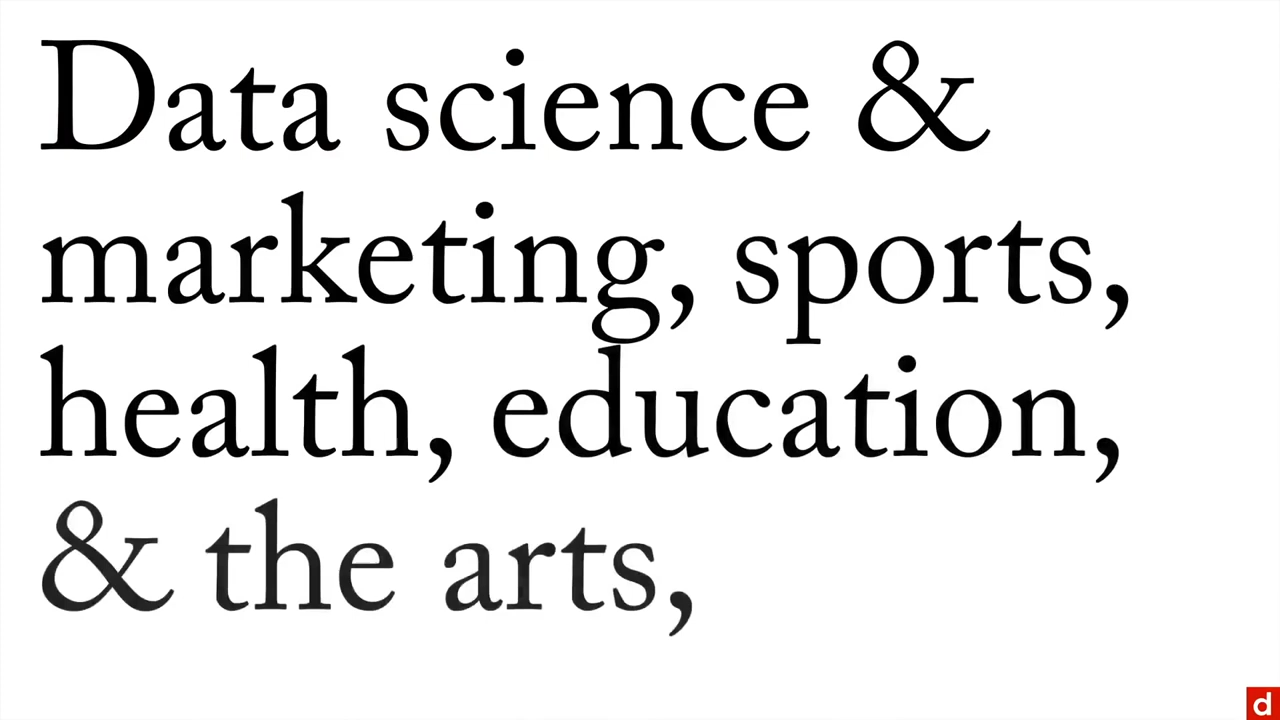 Data science &
marketing, sports,
health, education,
& the arts,
d